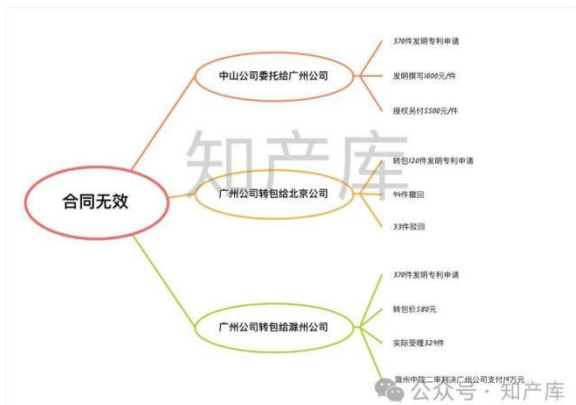 370件发明专利申请
中山公司委托给广州公司
发明撰写1000元/件
授权另付5500元/件
知产库
转包120件发明专利申请
合同无效
广州公司转包给北京公司
94件撤回
33件驳回
370件发明专利申请
转包价580元
广州公司转包给滁州公司
实际受理329件
滁州中院二审判决广州公司支付19万元
公众号·知产库